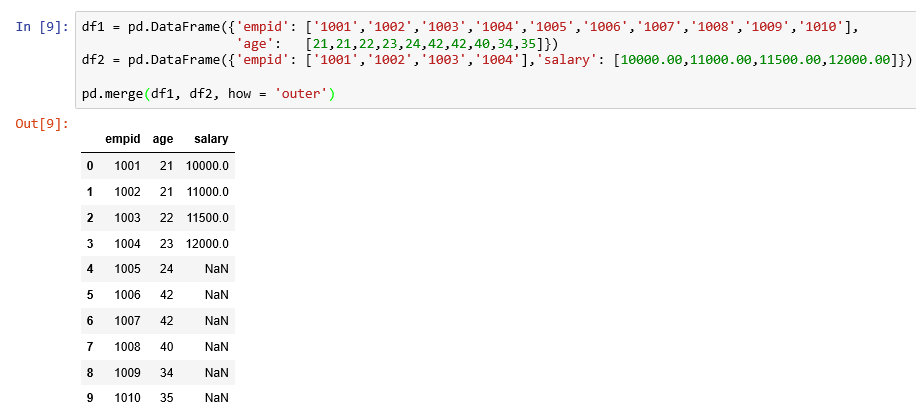 In [9]: df1 = pd.DataFrame({'empid': ['1001','1002','1003','1004','1005','1006','1007','1008','1009','1010'],
'age': [21,21,22,23,24,42,42,40,34,35]})
df2 = pd.DataFrame({'empid': ['1001','1002','1003','1004'],'salary': [10000.00,11000.00,11500.00,12000.00]})
pd.merge(df1, df2, how = 'outer')
Out[9]:
empid age salary
0 1001 21 10000.0
1 1002 21 11000.0
2 1003 22 11500.0
3 1004 23 12000.0
4 1005 24 NaN
5 1006 42 NaN
6 1007 42 NaN
7 1008 40 NaN
8 1009 34 NaN
9 1010 35 NaN